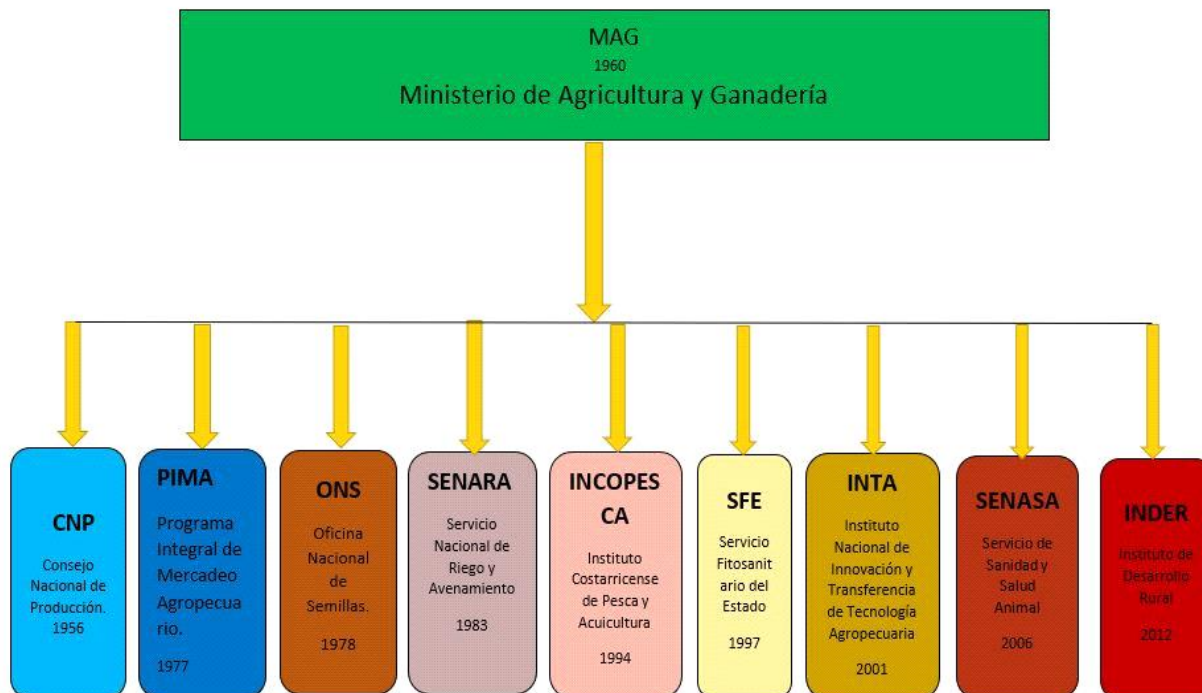 MAG
1960
Ministerio de Agricultura y Ganadería
CNP
Consejo
Nacional de
Producción.
1956
PIMA
Programa
Integral de
Mercadeo
Agropecua
rio.
1977
ONS
Oficina
Nacional
de
Semillas.
1978
SENARA
Servicio
Nacional de
Riego y
Avenamiento
1983
INCOPES
CA
Instituto
Costarricense
de Pesca y
Acuicultura
1994
SFE
Servicio
Fitosanit
ario del
Estado
1997
INTA
Instituto
Nacional de
Innovación y
Transferencia
de Tecnología
Agropecuaria
2001
SENASA
Servicio de
Sanidad y
Salud
Animal
2006
INDER
Instituto de
Desarrollo
Rural
2012